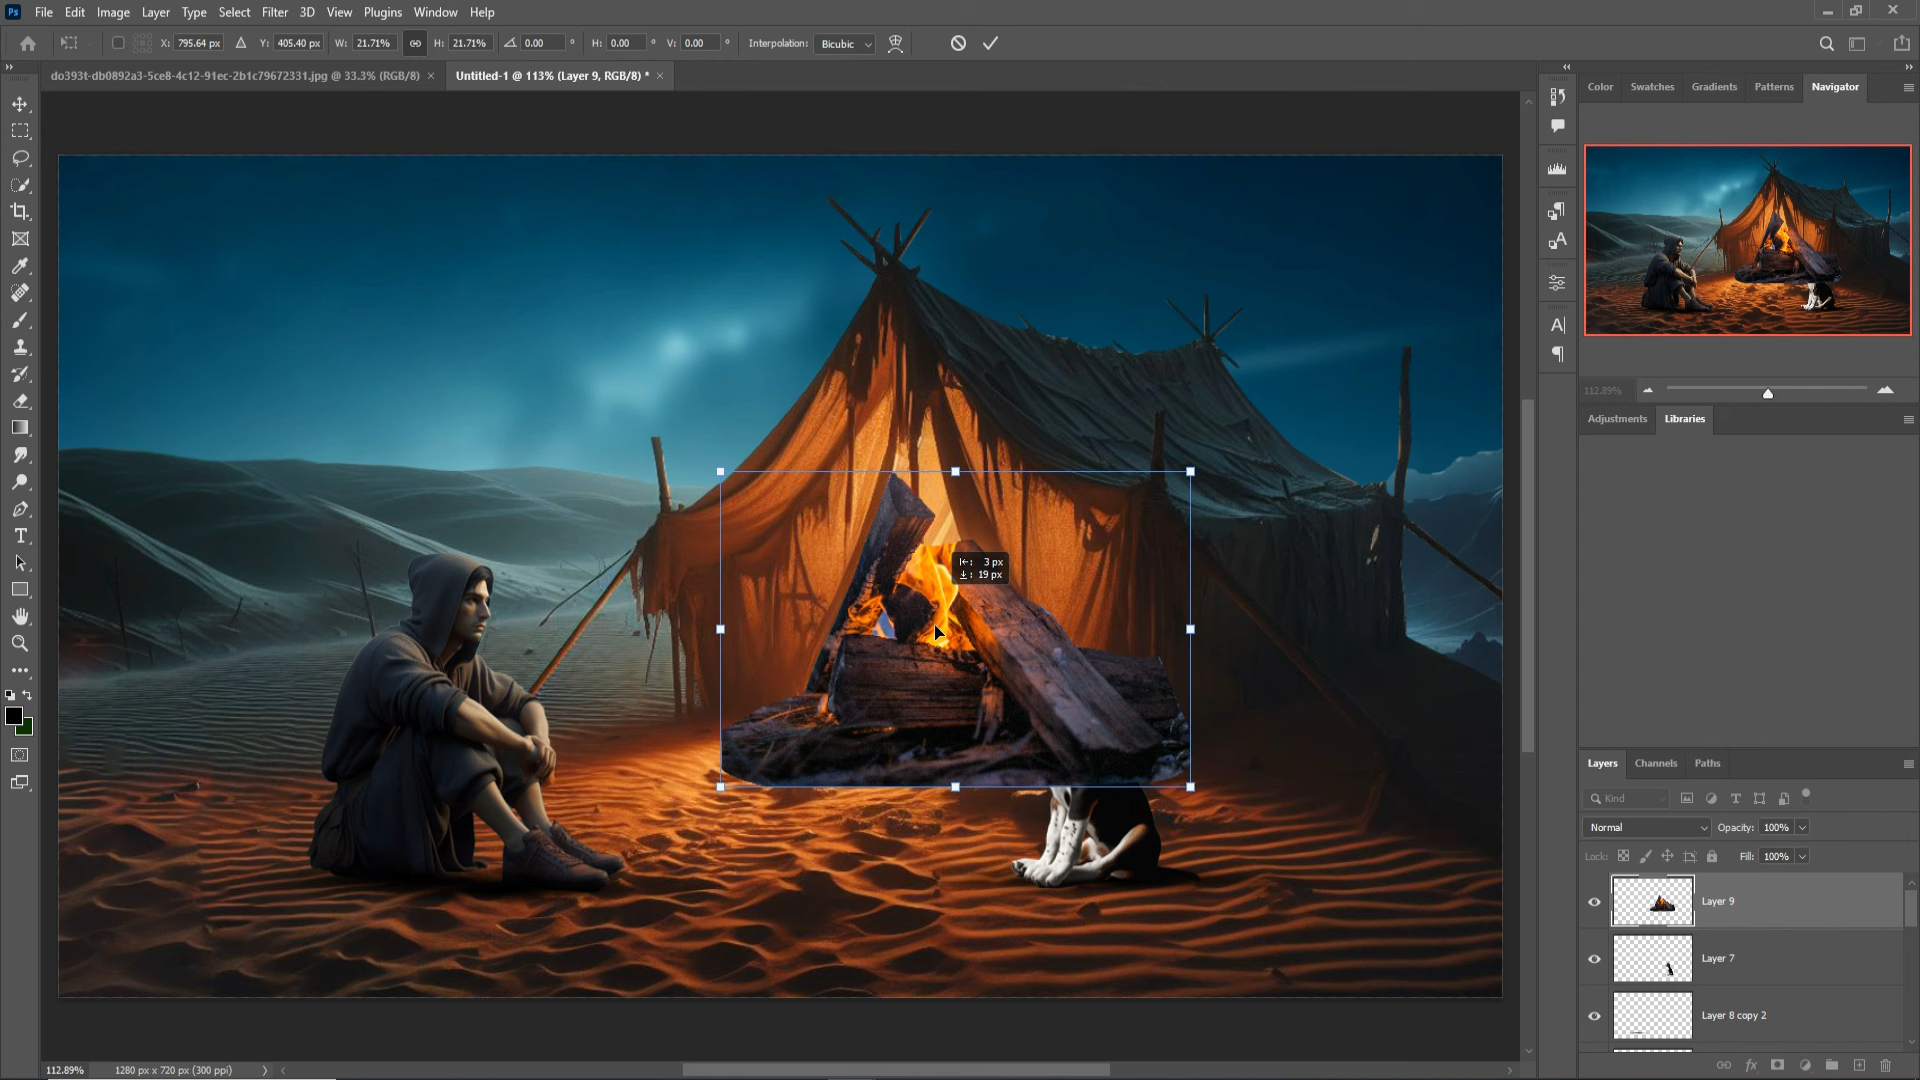 Ps File Edit Image Layer Type Select Filter 3D View Plugins Window Help
X: 795.64 px Y: 405.40 px W: 21.71% H: 21.71% 0.00 ° H: 0.00 ° V: 0.00 ° Interpolation: Bicubic
do393t-db0892a3-5ce8-4c12-91ec-2b1c79672331.jpg @ 33.3% (RGB/8) × Untitled-1 @ 113% (Layer 9, RGB/8) * ×
Color Swatches Gradients Patterns Navigator
112.89%
Adjustments Libraries
3 px
19 px
Layers Channels Paths
Kind
Normal Opacity: 100%
Lock: Fill: 100%
Layer 9
Layer 7
Layer 8 copy 2
112.89% 1280 px x 720 px (300 ppi)